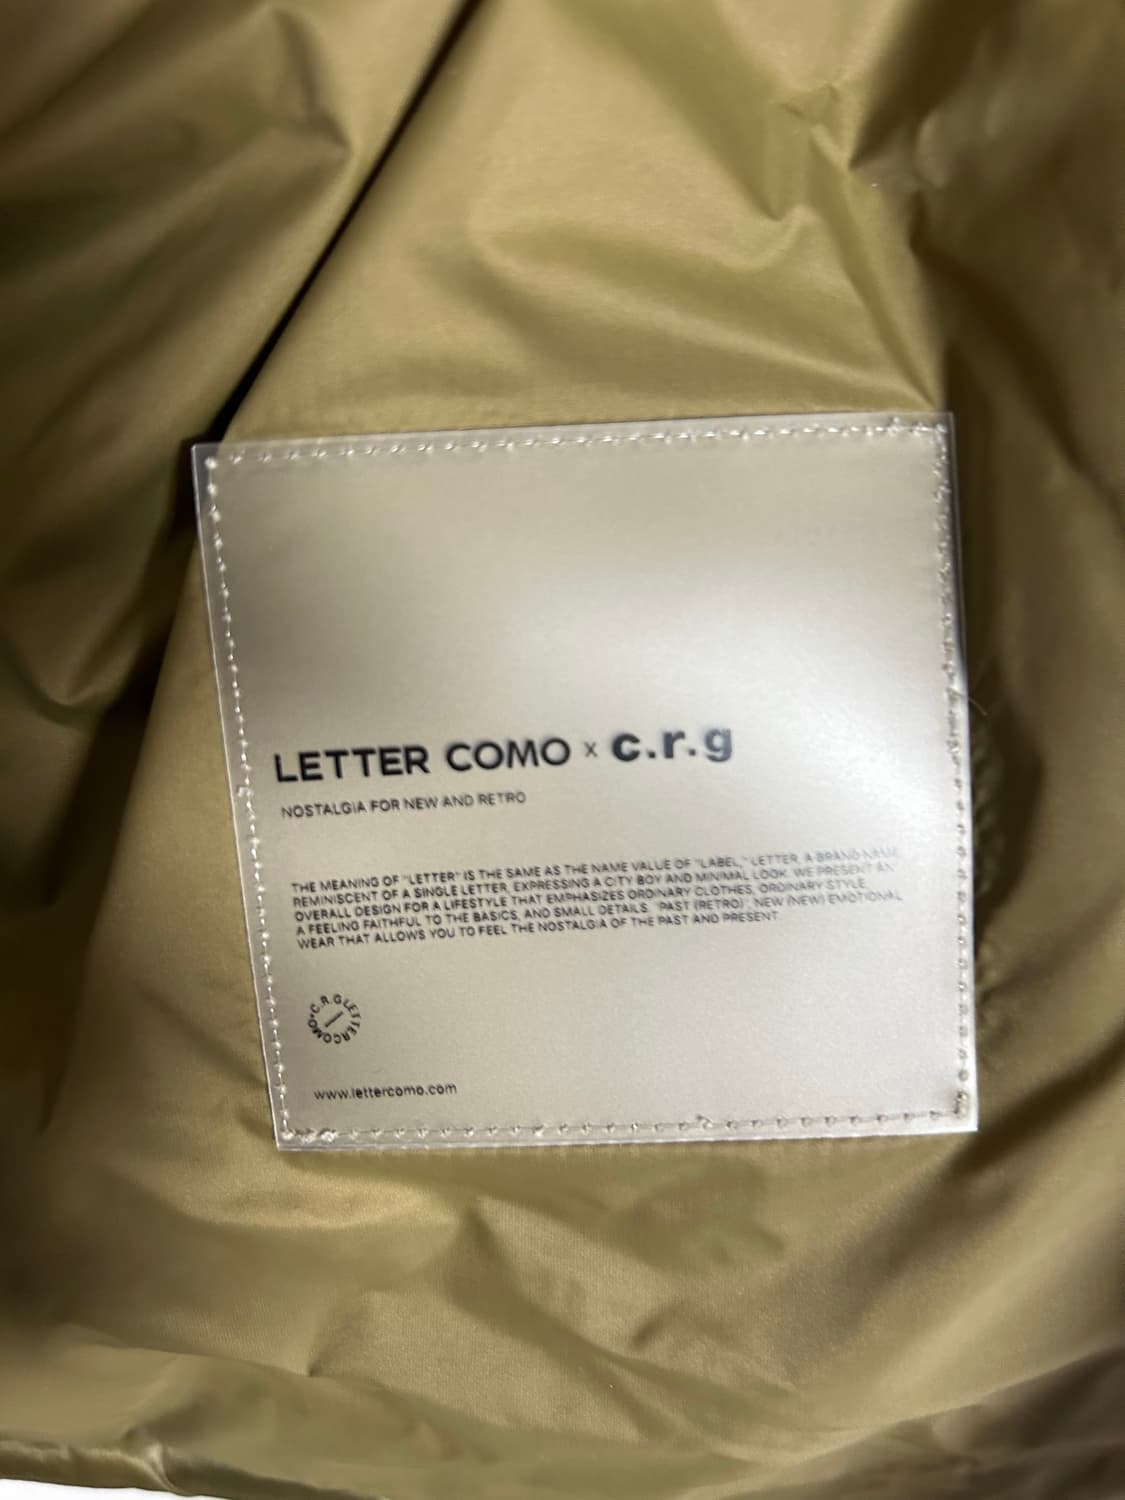 LETTER COMO x c.r.g
NOSTALGIA FOR NEW AND RETRO
THE MEANING OF "LETTER" IS THE SAME AS THE NAME VALUE OF "LABEL," LETTER, A BRAND NAME
REMINISCENT OF A SINGLE LETTER, EXPRESSING A CITY BOY AND MINIMAL LOOK. WE PRESENT AN
OVERALL DESIGN FOR A LIFESTYLE THAT EMPHASIZES ORDINARY CLOTHES, ORDINARY STYLE,
A FEELING FAITHFUL TO THE BASICS, AND SMALL DETAILS. 'PAST (RETRO)', NEW (NEW) EMOTIONAL
WEAR THAT ALLOWS YOU TO FEEL THE NOSTALGIA OF THE PAST AND PRESENT.
C.R.G LETTERCOMO
www.lettercomo.com